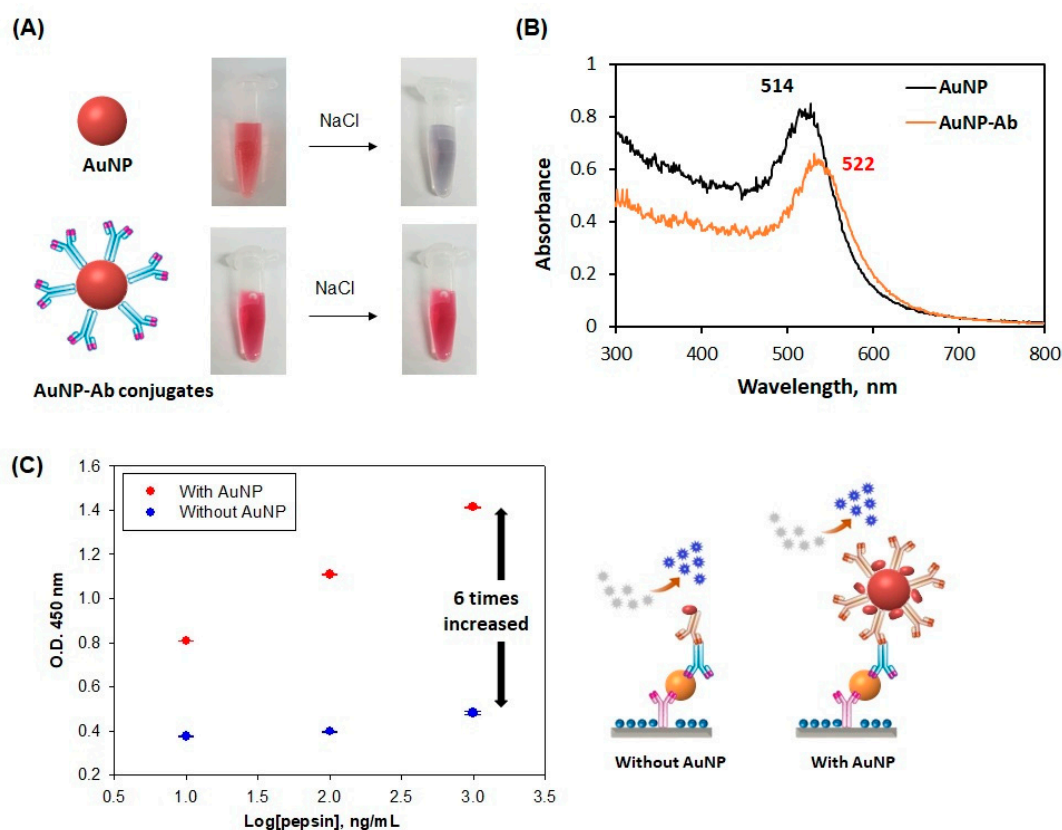 (A)
AuNP
NaCl
AuNP-Ab conjugates
NaCl
(B)
Absorbance
1
0.8
0.6
0.4
0.2
0
514
522
AuNP
AuNP-Ab
300
400
500
600
700
800
Wavelength, nm
(C)
O.D. 450 nm
1.6
1.4
1.2
1.0
0.8
0.6
0.4
0.2
With AuNP
Without AuNP
6 times
increased
0.5
1.0
1.5
2.0
2.5
3.0
3.5
Log[pepsin], ng/mL
Without AuNP
With AuNP